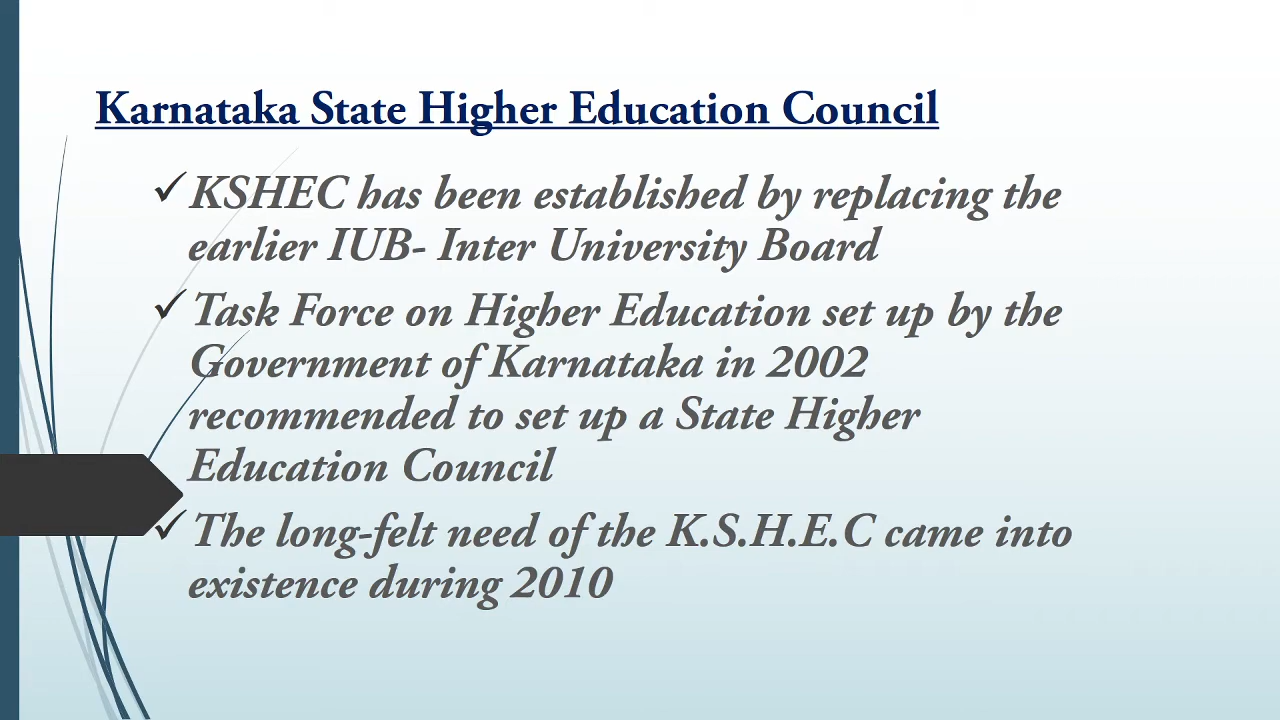 Karnataka State Higher Education Council
✓KSHEC has been established by replacing the
earlier IUB- Inter University Board
✓Task Force on Higher Education set up by the
Government of Karnataka in 2002
recommended to set up a State Higher
Education Council
✓The long-felt need of the K.S.H.E.C came into
existence during 2010